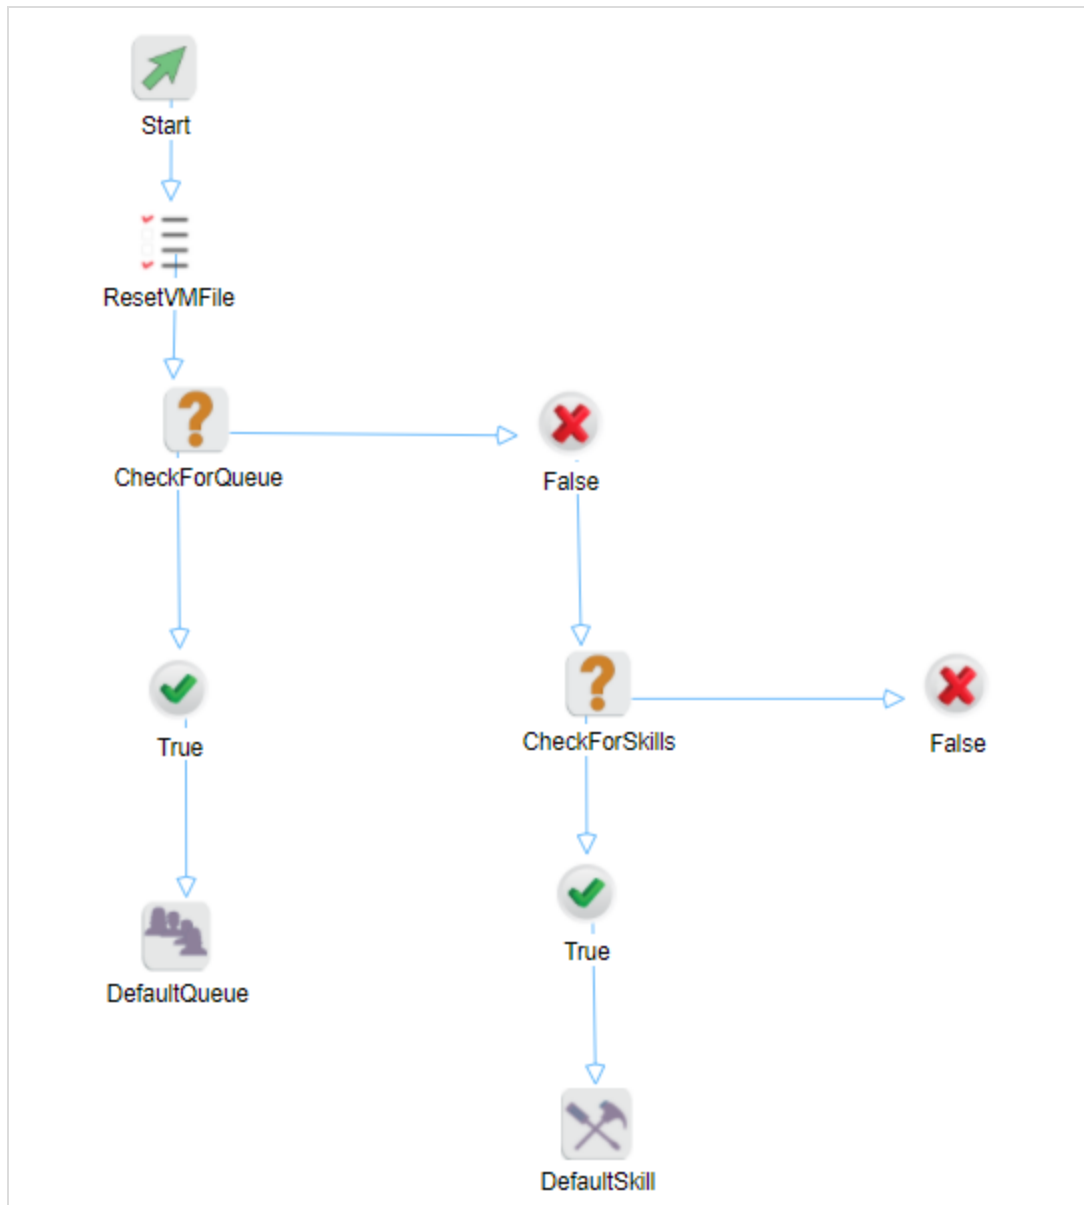 Start
ResetVMFile
CheckForQueue
False
True
CheckForSkills
False
True
DefaultQueue
DefaultSkill